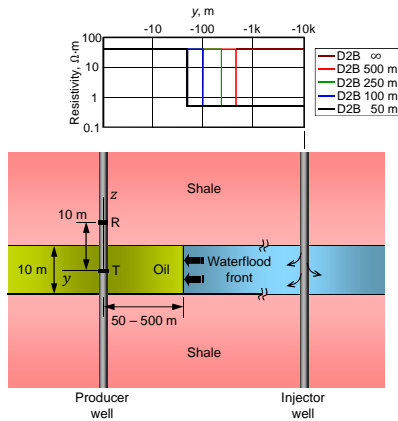 y, m
-10 -100 -1k -10k
Resistivity, Ω·m
100
10
1
0.1
D2B ∞
D2B 500 m
D2B 250 m
D2B 100 m
D2B 50 m
z
Shale
10 m
R
10 m
y
T
Oil
Waterflood
front
50 – 500 m
Shale
Producer
well
Injector
well